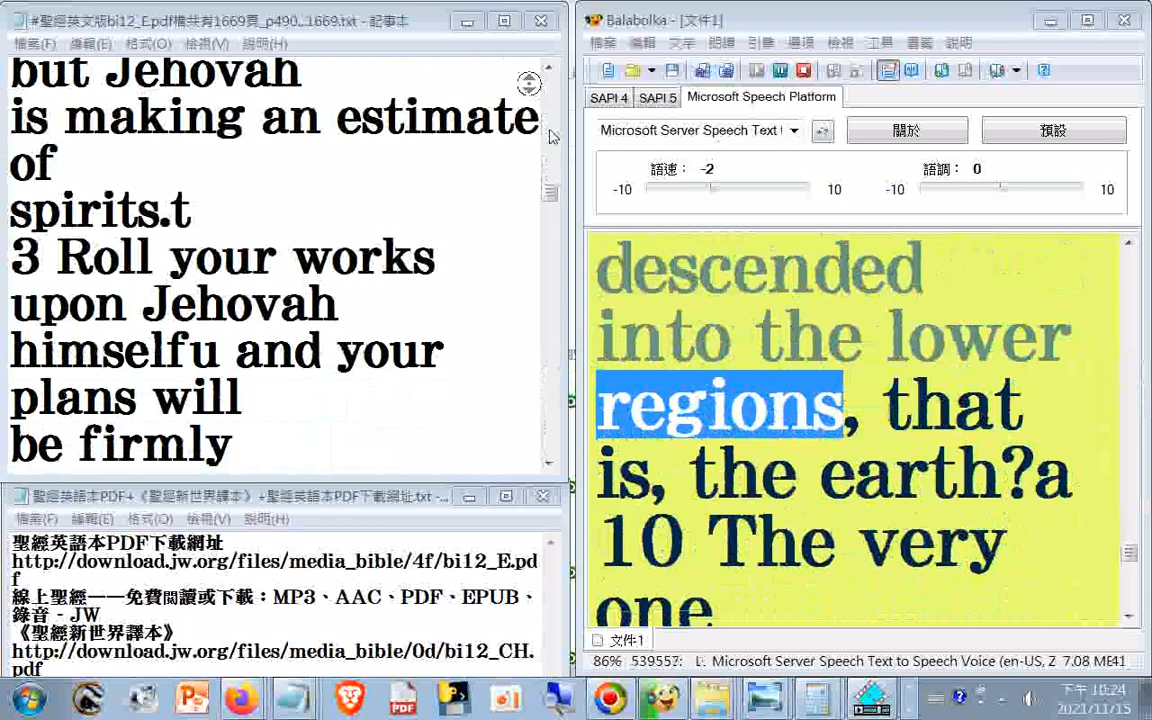 #聖經英文版bi12_E.pdf檔共有1669頁_p490...1669.txt - 記事本
檔案(F) 編輯(E) 格式(O) 檢視(V) 說明(H)
but Jehovah
is making an estimate
of
spirits.t
3 Roll your works
upon Jehovah
himselfu and your
plans will
be firmly
聖經英語本PDF+《聖經新世界譯本》+聖經英語本PDF下載網址.txt - ...
檔案(F) 編輯(E) 格式(O) 檢視(V) 說明(H)
聖經英語本PDF下載網址
http://download.jw.org/files/media_bible/4f/bi12_E.pd
f
線上聖經——免費閱讀或下載：MP3、AAC、PDF、EPUB、
錄音 - JW
《聖經新世界譯本》
http://download.jw.org/files/media_bible/0d/bi12_CH.
pdf
Balabolka - [文件1]
檔案 編輯 文字 朗讀 引擎 選項 檢視 工具 書籤 說明
SAPI 4 SAPI 5 Microsoft Speech Platform
Microsoft Server Speech Text 關於 預設
語速： -2 語調： 0
-10 10 -10 10
descended
into the lower
regions, that
is, the earth?a
10 The very
one
文件1
86% Microsoft Server Speech Text to Speech Voice (en-US, Z 7.08 ME
下午 10:24
2021/11/15